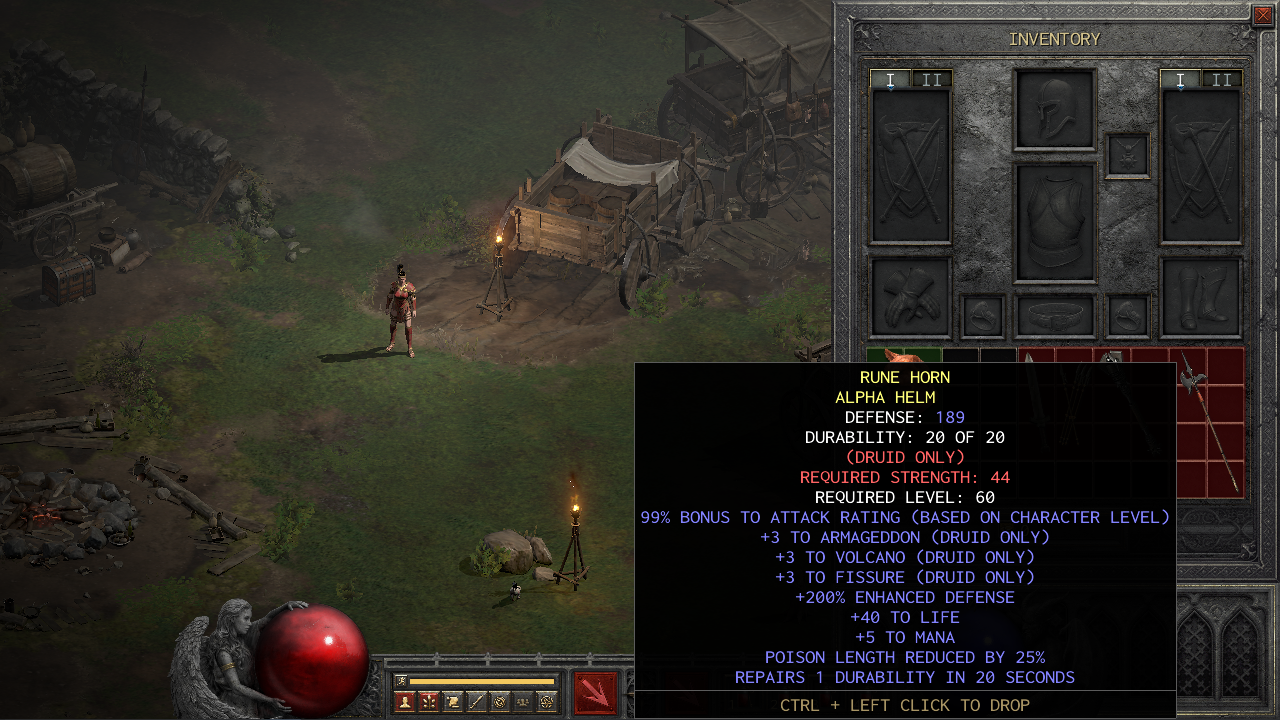 INVENTORY
I
II
I
II
RUNE HORN
ALPHA HELM
DEFENSE: 189
DURABILITY: 20 OF 20
(DRUID ONLY)
REQUIRED STRENGTH: 44
REQUIRED LEVEL: 60
99% BONUS TO ATTACK RATING (BASED ON CHARACTER LEVEL)
+3 TO ARMAGEDDON (DRUID ONLY)
+3 TO VOLCANO (DRUID ONLY)
+3 TO FISSURE (DRUID ONLY)
+200% ENHANCED DEFENSE
+40 TO LIFE
+5 TO MANA
POISON LENGTH REDUCED BY 25%
REPAIRS 1 DURABILITY IN 20 SECONDS
CTRL + LEFT CLICK TO DROP